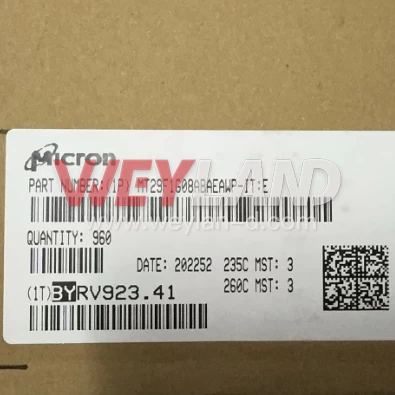 Micron
WEYLAND
PART NUMBER:(1P) MT29F1G08ABAEAWP-IT:E
www.weylan-d.com
QUANTITY: 960
DATE: 202252 235C MST: 3
260C MST: 3
(1T)BYRV923.41